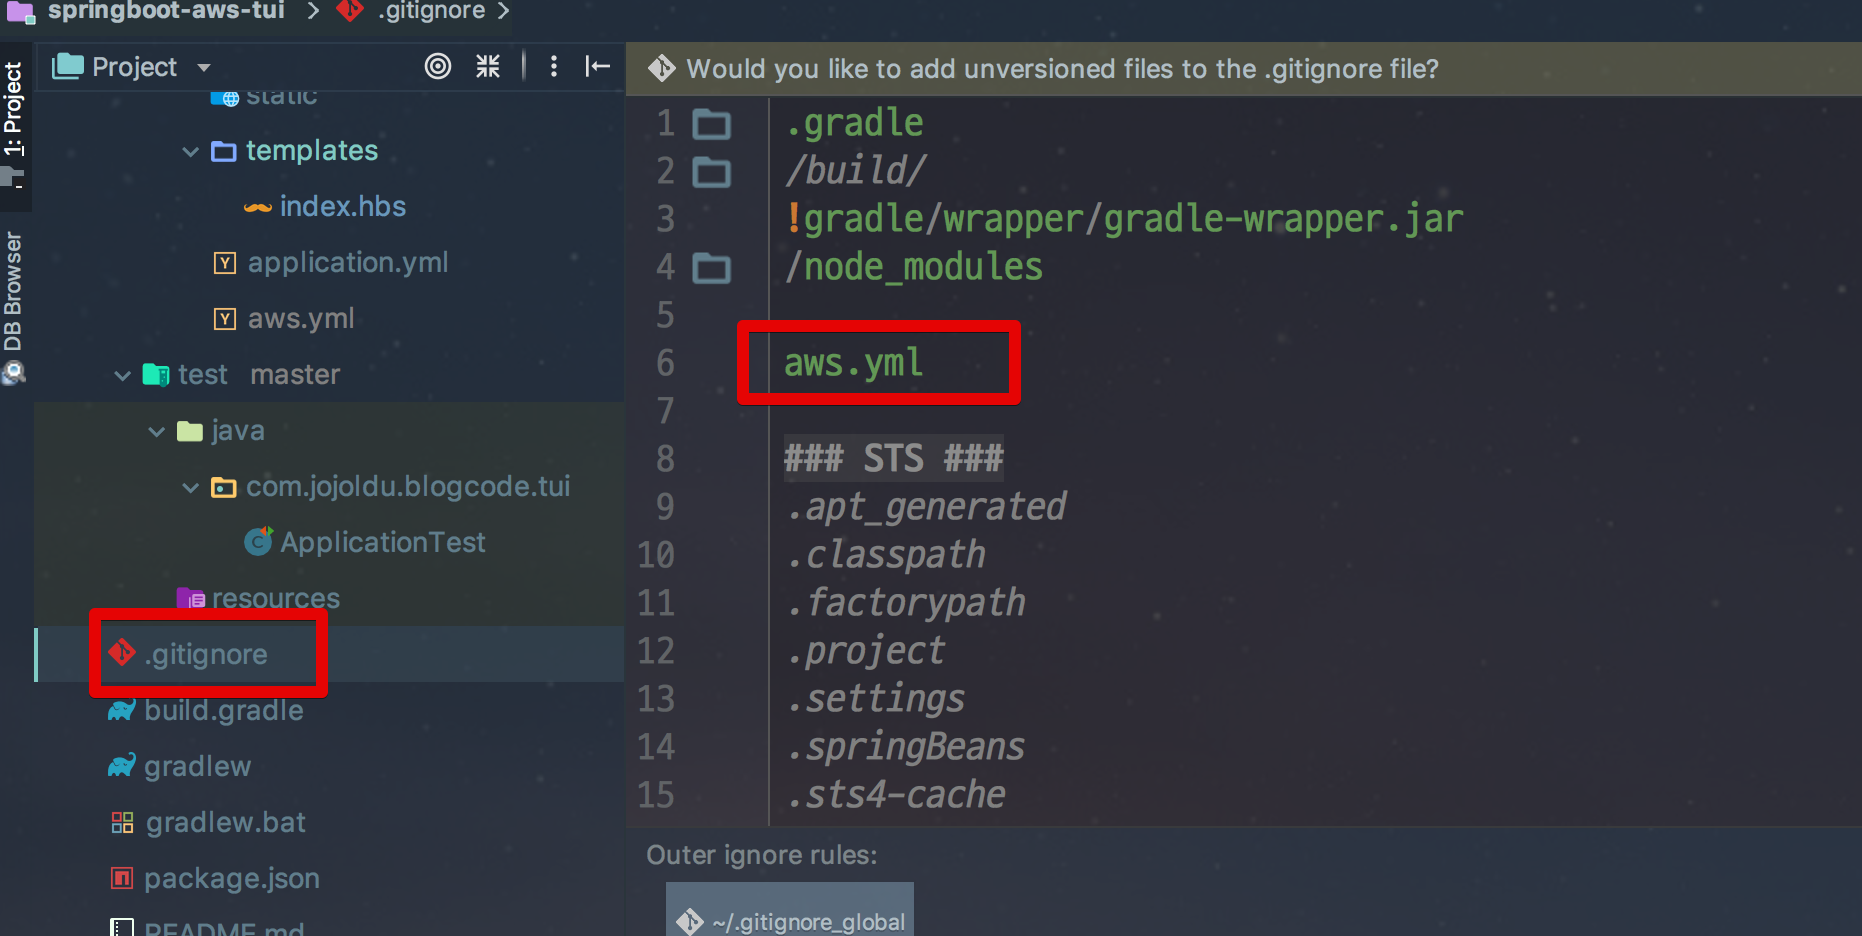 springboot-aws-tui > .gitignore >
1: Project
DB Browser
Project
static
templates
index.hbs
application.yml
aws.yml
test master
java
com.jojoldu.blogcode.tui
ApplicationTest
resources
.gitignore
build.gradle
gradlew
gradlew.bat
package.json
README.md
Would you like to add unversioned files to the .gitignore file?
1 .gradle
2 /build/
3 !gradle/wrapper/gradle-wrapper.jar
4 /node_modules
5
6 aws.yml
7
8 ### STS ###
9 .apt_generated
10 .classpath
11 .factorypath
12 .project
13 .settings
14 .springBeans
15 .sts4-cache
Outer ignore rules:
~/.gitignore_global